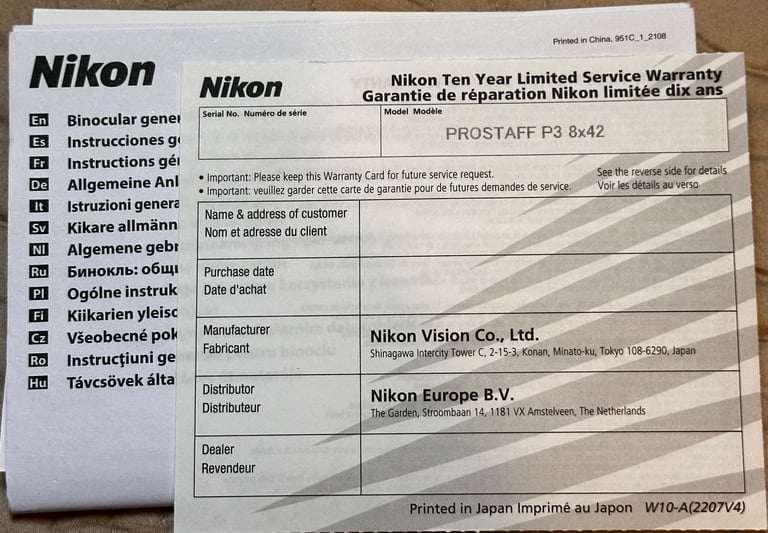 Printed in China, 951C_1_2108
Nikon
En Binocular gener
Es Instrucciones g
Fr Instructions gé
De Allgemeine Anl
It Istruzioni genera
Sv Kikare allmänn
Nl Algemene gebr
Ru Бинокль: общ
Pl Ogólne instruk
Fi Kiikarien yleisc
Cz Všeobecné pok
Ro Instrucțiuni ge
Hu Távcsövek álta
Nikon
Nikon Ten Year Limited Service Warranty
Garantie de réparation Nikon limitée dix ans
Serial No. Numéro de série
Model Modèle
PROSTAFF P3 8x42
• Important: Please keep this Warranty Card for future service request.
• Important: veuillez garder cette carte de garantie pour de futures demandes de service.
See the reverse side for details
Voir les détails au verso
Name & address of customer
Nom et adresse du client
Purchase date
Date d'achat
Manufacturer
Fabricant
Nikon Vision Co., Ltd.
Shinagawa Intercity Tower C, 2-15-3, Konan, Minato-ku, Tokyo 108-6290, Japan
Distributor
Distributeur
Nikon Europe B.V.
The Garden, Stroombaan 14, 1181 VX Amstelveen, The Netherlands
Dealer
Revendeur
Printed in Japan Imprimé au Japon W10-A(2207V4)